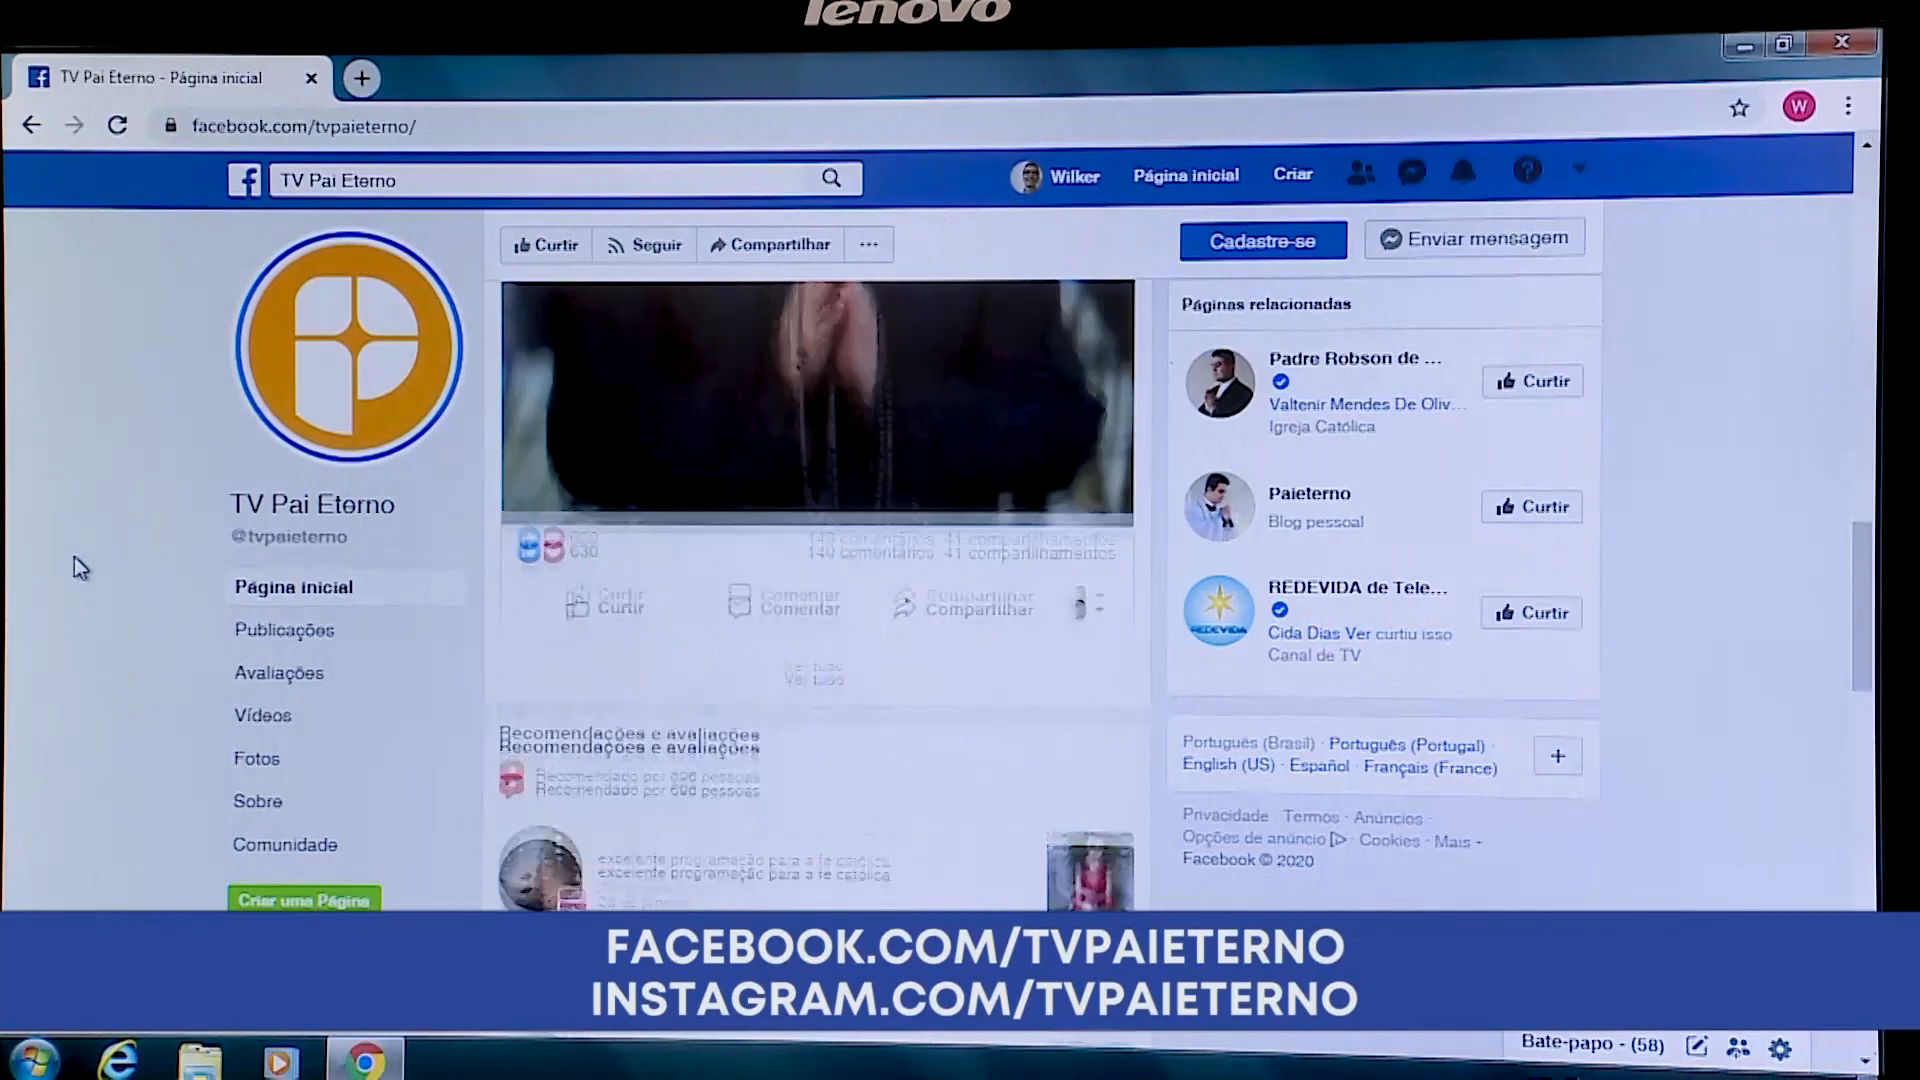 lenovo
TV Pai Eterno - Página inicial
facebook.com/tvpaieterno/
W
TV Pai Eterno
Wilker
Página inicial
Criar
Curtir
Seguir
Compartilhar
Cadastre-se
Enviar mensagem
TV Pai Eterno
@tvpaieterno
Página inicial
Publicações
Avaliações
Vídeos
Fotos
Sobre
Comunidade
Criar uma Página
630
140 comentários 41 compartilhamentos
Curtir
Comentar
Compartilhar
Ver tudo
Recomendações e avaliações
Recomendado por pessoas
excelente programação para a fé católica
Páginas relacionadas
Padre Robson de ...
Valtenir Mendes De Oliv...
Igreja Católica
Curtir
Paieterno
Blog pessoal
Curtir
REDEVIDA
REDEVIDA de Tele...
Cida Dias Ver curtiu isso
Canal de TV
Curtir
Português (Brasil) · Português (Portugal) ·
English (US) · Español · Français (France)
Privacidade · Termos · Anúncios ·
Opções de anúncio · Cookies · Mais
Facebook © 2020
FACEBOOK.COM/TVPAIETERNO
INSTAGRAM.COM/TVPAIETERNO
Bate-papo - (58)